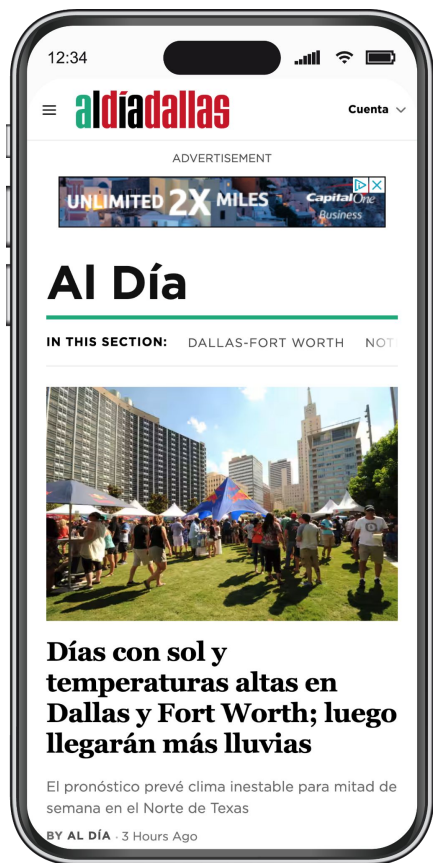 12:34
aldíadallas
Cuenta
ADVERTISEMENT
UNLIMITED 2X MILES
CapitalOne
Business
Al Día
IN THIS SECTION: DALLAS-FORT WORTH NOT
Días con sol y
temperaturas altas en
Dallas y Fort Worth; luego
llegarán más lluvias
El pronóstico prevé clima inestable para mitad de
semana en el Norte de Texas
BY AL DÍA · 3 Hours Ago